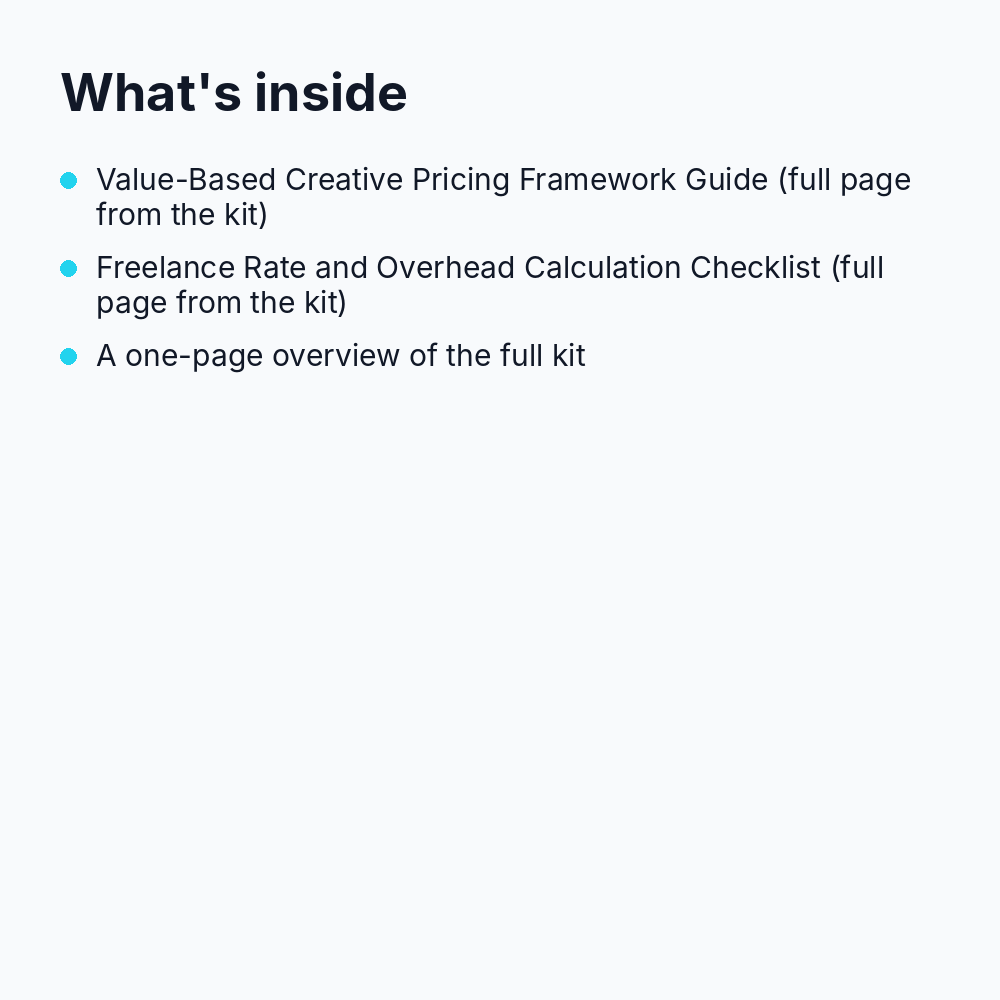 What's inside
Value-Based Creative Pricing Framework Guide (full page
from the kit)
Freelance Rate and Overhead Calculation Checklist (full
page from the kit)
A one-page overview of the full kit